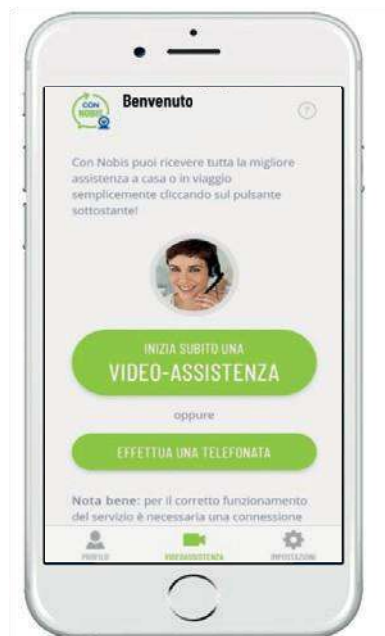 CON
NOBIS
Benvenuto
?
Con Nobis puoi ricevere tutta la migliore
assistenza a casa o in viaggio
semplicemente cliccando sul pulsante
sottostante!
INIZIA SUBITO UNA
VIDEO-ASSISTENZA
oppure
EFFETTUA UNA TELEFONATA
Nota bene: per il corretto funzionamento
del servizio è necessaria una connessione
PROFILO
VIDEOASSISTENZA
IMPOSTAZIONI